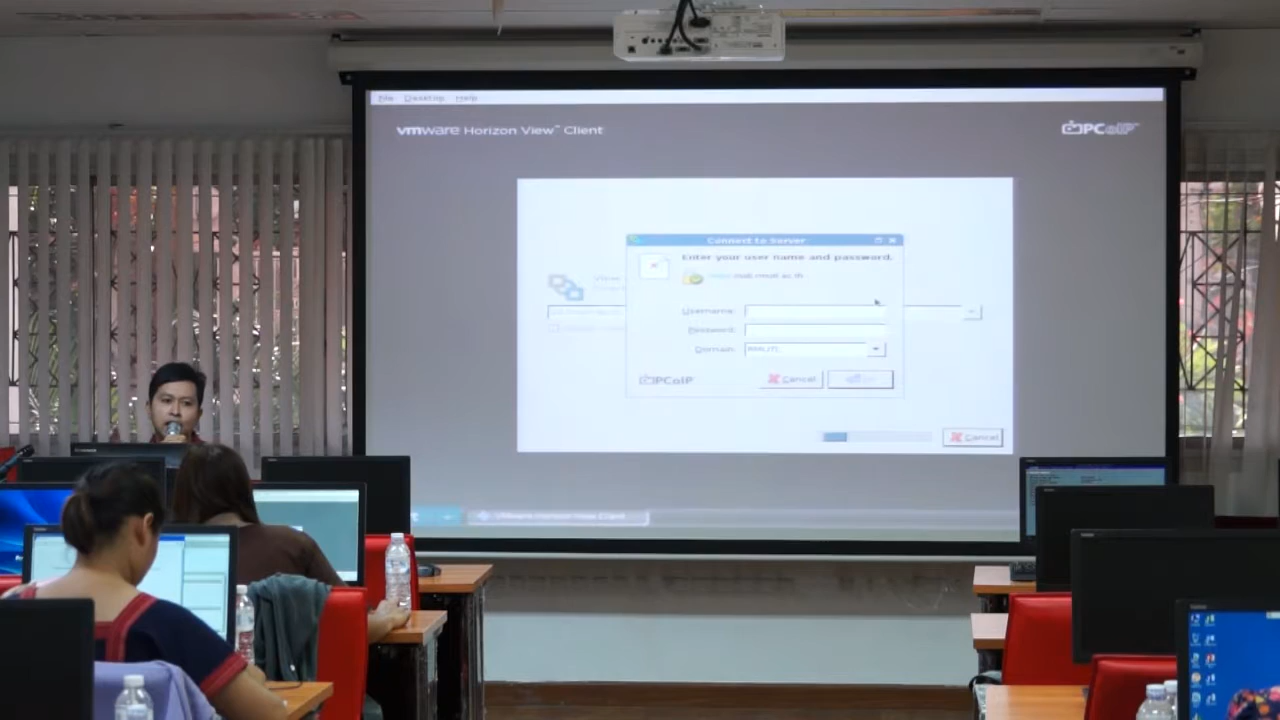 File Desktop Help
vmware Horizon View™ Client
PCoIP
Connect to Server
Enter your user name and password.
Username:
Password:
Domain:
PCoIP
Cancel
Cancel
VMware Horizon View Client